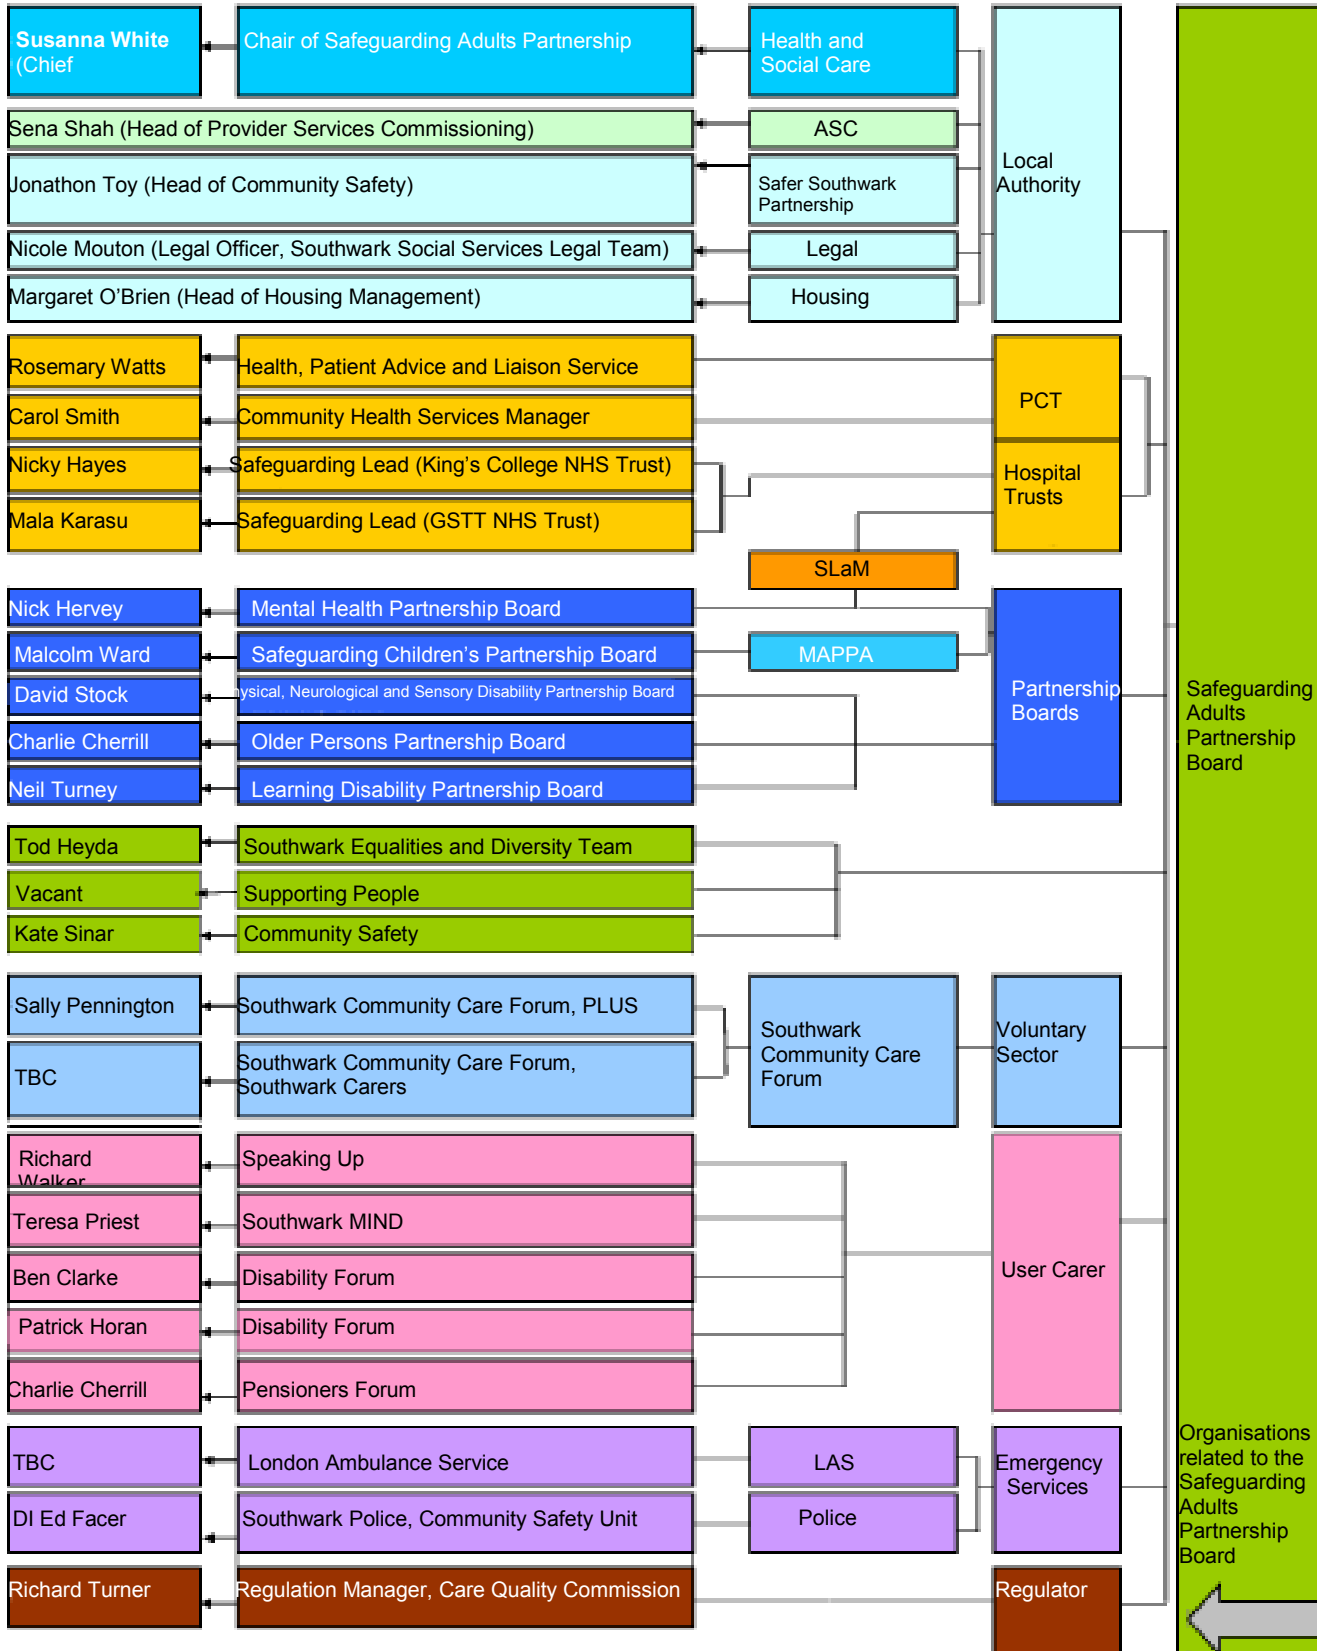 Susanna White
(Chief
Chair of Safeguarding Adults Partnership
Health and
Social Care
Sena Shah (Head of Provider Services Commissioning)
ASC
Jonathon Toy (Head of Community Safety)
Safer Southwark
Partnership
Local
Authority
Nicole Mouton (Legal Officer, Southwark Social Services Legal Team)
Legal
Margaret O'Brien (Head of Housing Management)
Housing
Rosemary Watts
Health, Patient Advice and Liaison Service
Carol Smith
Community Health Services Manager
PCT
Nicky Hayes
Safeguarding Lead (King's College NHS Trust)
Mala Karasu
Safeguarding Lead (GSTT NHS Trust)
Hospital
Trusts
SLaM
Nick Hervey
Mental Health Partnership Board
Malcolm Ward
Safeguarding Children's Partnership Board
MAPPA
David Stock
ysical, Neurological and Sensory Disability Partnership Board
Charlie Cherrill
Older Persons Partnership Board
Neil Turney
Learning Disability Partnership Board
Partnership
Boards
Safeguarding
Adults
Partnership
Board
Tod Heyda
Southwark Equalities and Diversity Team
Vacant
Supporting People
Kate Sinar
Community Safety
Sally Pennington
Southwark Community Care Forum, PLUS
TBC
Southwark Community Care Forum,
Southwark Carers
Southwark
Community Care
Forum
Voluntary
Sector
Richard
Walker
Speaking Up
Teresa Priest
Southwark MIND
Ben Clarke
Disability Forum
Patrick Horan
Disability Forum
Charlie Cherrill
Pensioners Forum
User Carer
TBC
London Ambulance Service
LAS
DI Ed Facer
Southwark Police, Community Safety Unit
Police
Emergency
Services
Richard Turner
Regulation Manager, Care Quality Commission
Regulator
Organisations
related to the
Safeguarding
Adults
Partnership
Board